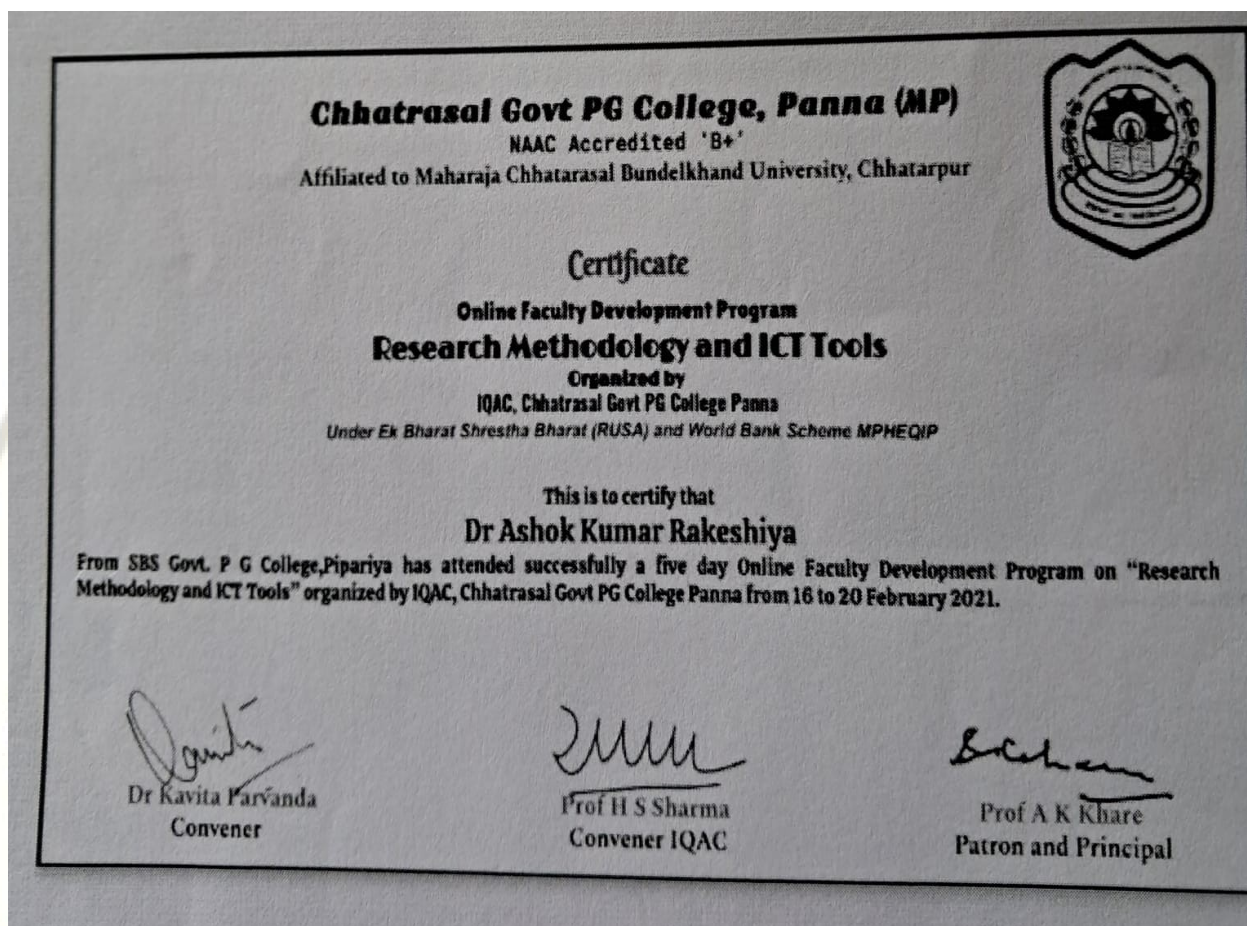 Chhatrasal Govt PG College, Panna (MP)
NAAC Accredited 'B+'
Affiliated to Maharaja Chhatarasal Bundelkhand University, Chhatarpur
Certificate
Online Faculty Development Program
Research Methodology and ICT Tools
Organized by
IQAC, Chhatrasal Govt PG College Panna
Under Ek Bharat Shrestha Bharat (RUSA) and World Bank Scheme MPHEQIP
This is to certify that
Dr Ashok Kumar Rakeshiya
From SBS Govt. P G College,Pipariya has attended successfully a five day Online Faculty Development Program on “Research
Methodology and ICT Tools” organized by IQAC, Chhatrasal Govt PG College Panna from 16 to 20 February 2021.
Dr Kavita Parvanda
Convener
Prof H S Sharma
Convener IQAC
Prof A K Khare
Patron and Principal